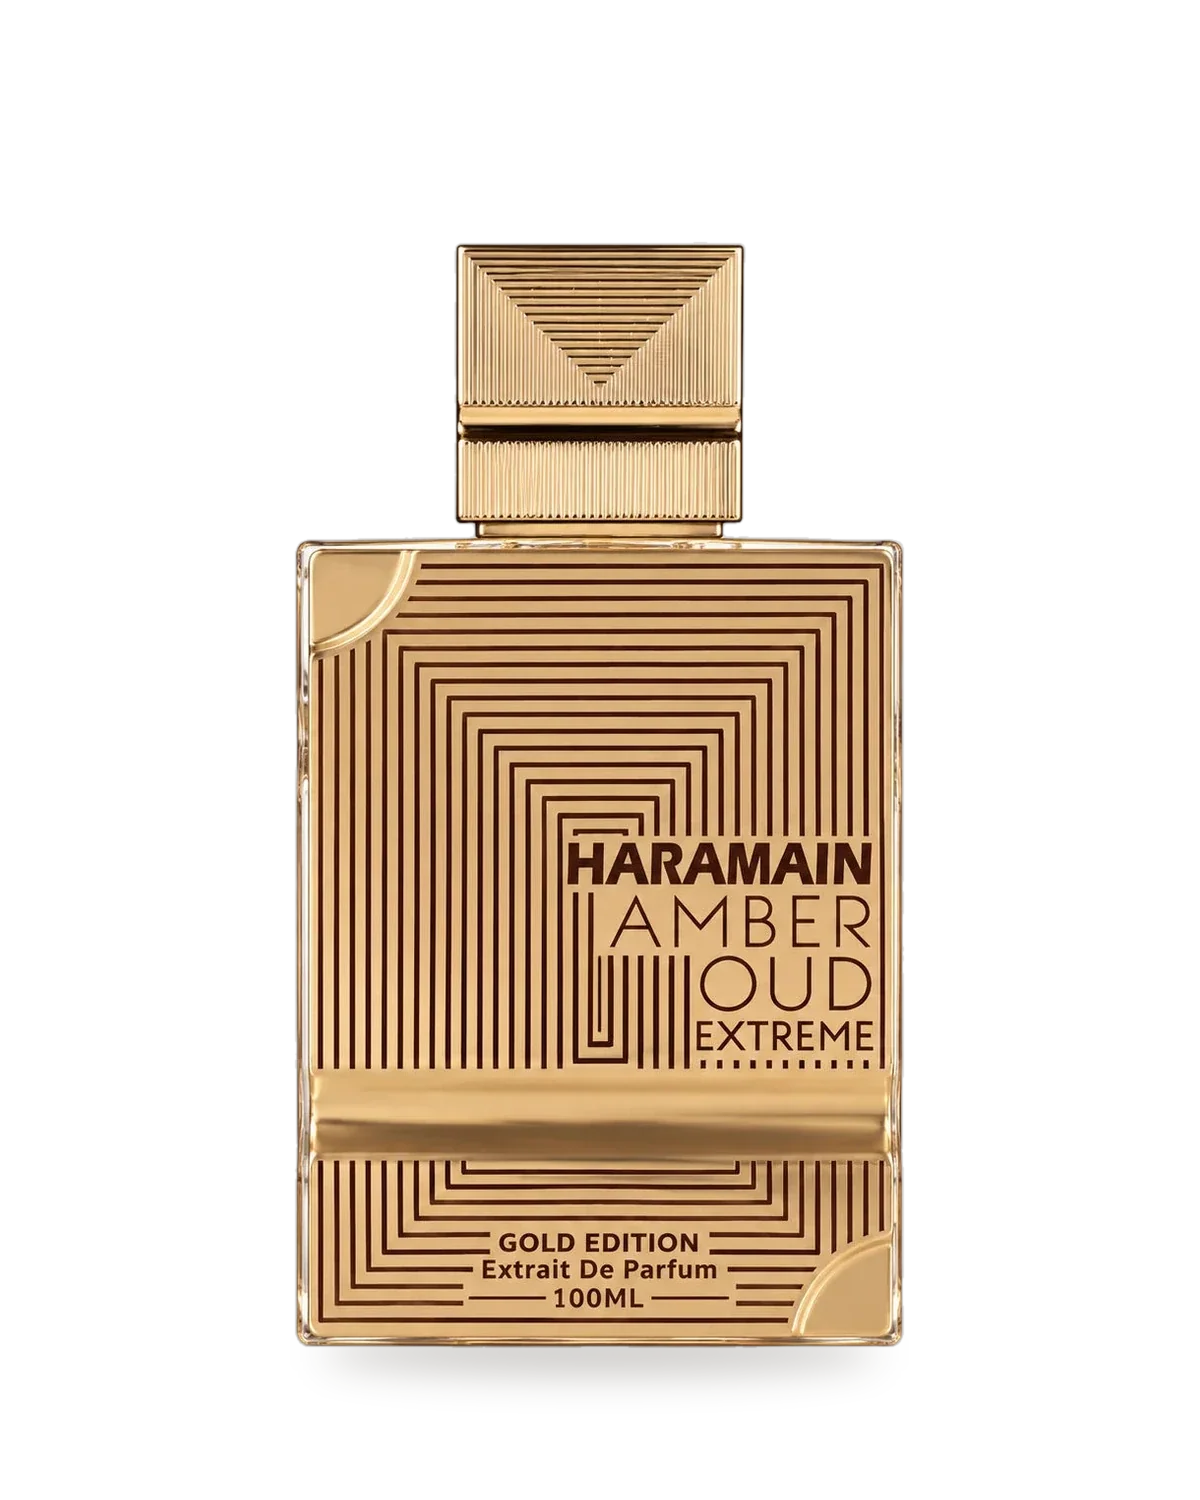 HARAMAIN
AMBER
OUD
EXTREME
GOLD EDITION
Extrait De Parfum
100ML